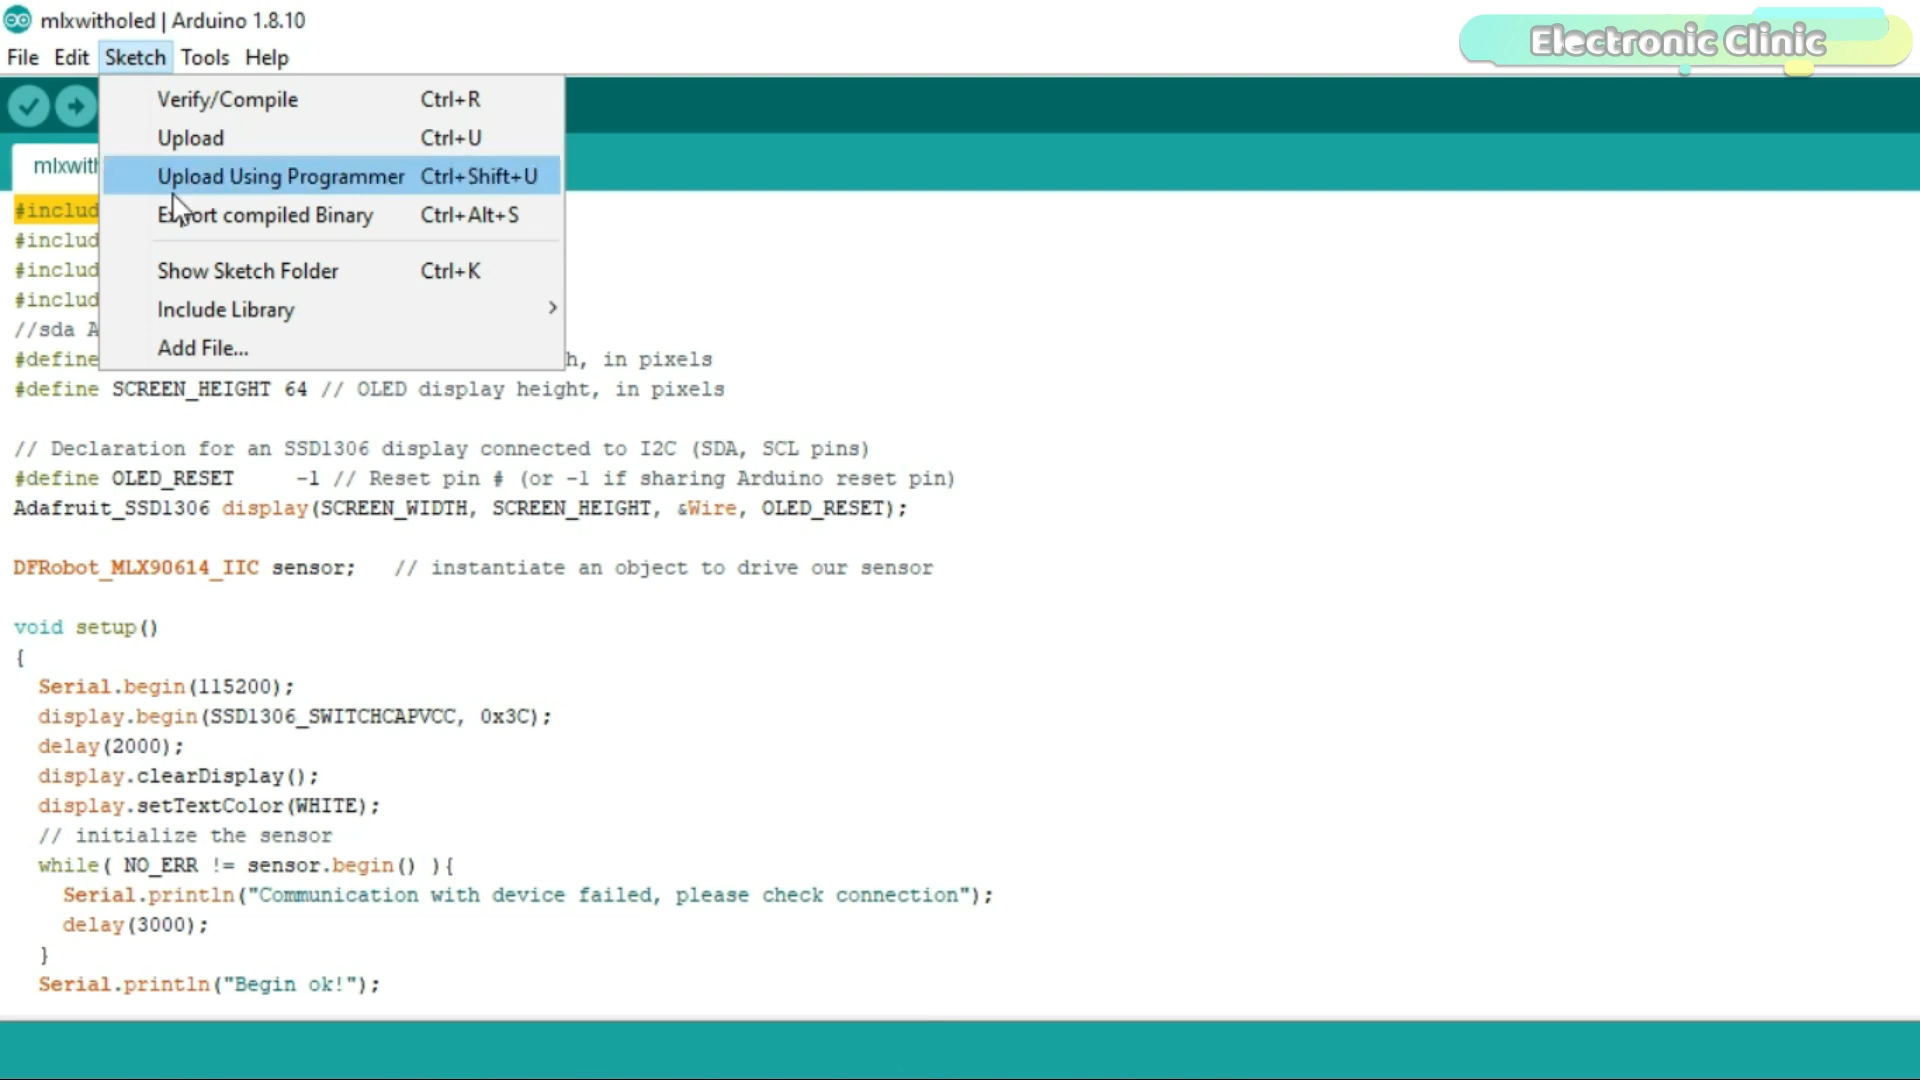 mlxwitholed | Arduino 1.8.10
Electronic Clinic
File Edit Sketch Tools Help
Verify/Compile Ctrl+R
Upload Ctrl+U
mlxwith
Upload Using Programmer Ctrl+Shift+U
#includ
Export compiled Binary Ctrl+Alt+S
#includ
#includ
Show Sketch Folder Ctrl+K
#includ
Include Library
//sda A
Add File...
#define h, in pixels
#define SCREEN_HEIGHT 64 // OLED display height, in pixels
// Declaration for an SSD1306 display connected to I2C (SDA, SCL pins)
#define OLED_RESET -1 // Reset pin # (or -1 if sharing Arduino reset pin)
Adafruit_SSD1306 display(SCREEN_WIDTH, SCREEN_HEIGHT, &Wire, OLED_RESET);
DFRobot_MLX90614_IIC sensor; // instantiate an object to drive our sensor
void setup()
{
Serial.begin(115200);
display.begin(SSD1306_SWITCHCAPVCC, 0x3C);
delay(2000);
display.clearDisplay();
display.setTextColor(WHITE);
// initialize the sensor
while( NO_ERR != sensor.begin() ){
Serial.println("Communication with device failed, please check connection");
delay(3000);
}
Serial.println("Begin ok!");